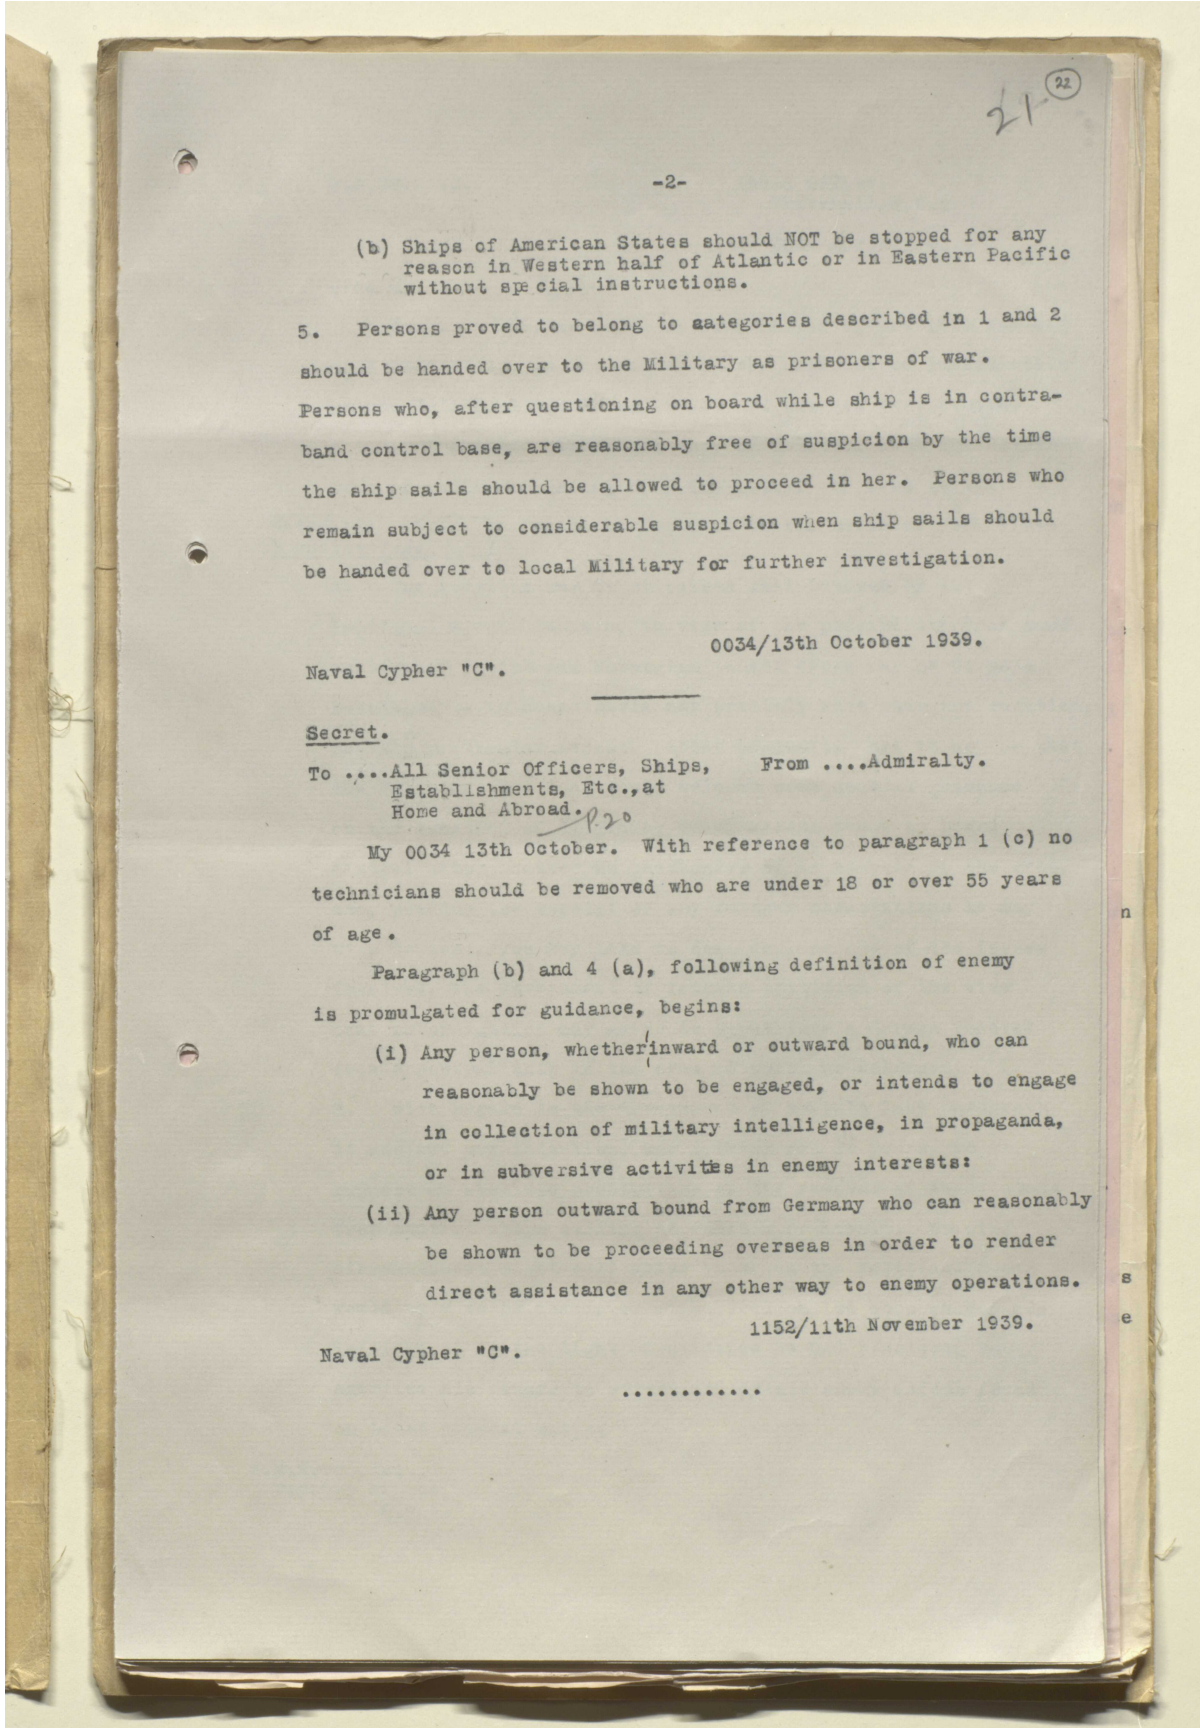 22
21
-2-
(b) Ships of American States should NOT be stopped for any
reason in Western half of Atlantic or in Eastern Pacific
without special instructions.
5. Persons proved to belong to categories described in 1 and 2
should be handed over to the Military as prisoners of war.
Persons who, after questioning on board while ship is in contra-
band control base, are reasonably free of suspicion by the time
the ship sails should be allowed to proceed in her. Persons who
remain subject to considerable suspicion when ship sails should
be handed over to local Military for further investigation.
0034/13th October 1939.
Naval Cypher "C".
Secret.
To ....All Senior Officers, Ships, From ....Admiralty.
Establishments, Etc.,at
Home and Abroad.
P.20
My 0034 13th October. With reference to paragraph 1 (c) no
technicians should be removed who are under 18 or over 55 years
of age.
Paragraph (b) and 4 (a), following definition of enemy
is promulgated for guidance, begins:
(i) Any person, whether inward or outward bound, who can
reasonably be shown to be engaged, or intends to engage
in collection of military intelligence, in propaganda,
or in subversive activities in enemy interests:
(ii) Any person outward bound from Germany who can reasonably
be shown to be proceeding overseas in order to render
direct assistance in any other way to enemy operations.
1152/11th November 1939.
Naval Cypher "C".
............
n
s
e